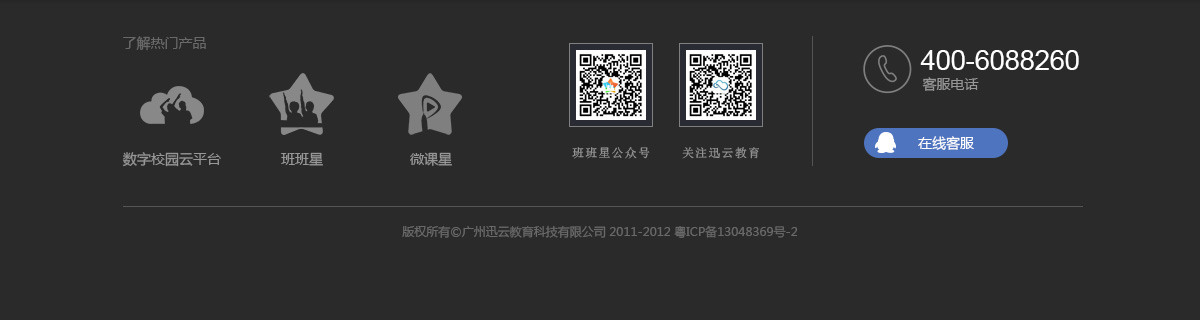 了解热门产品
数字校园云平台
班班星
微课星
班班星公众号
关注迅云教育
400-6088260
客服电话
在线客服
版权所有©广州迅云教育科技有限公司 2011-2012 粤ICP备13048369号-2